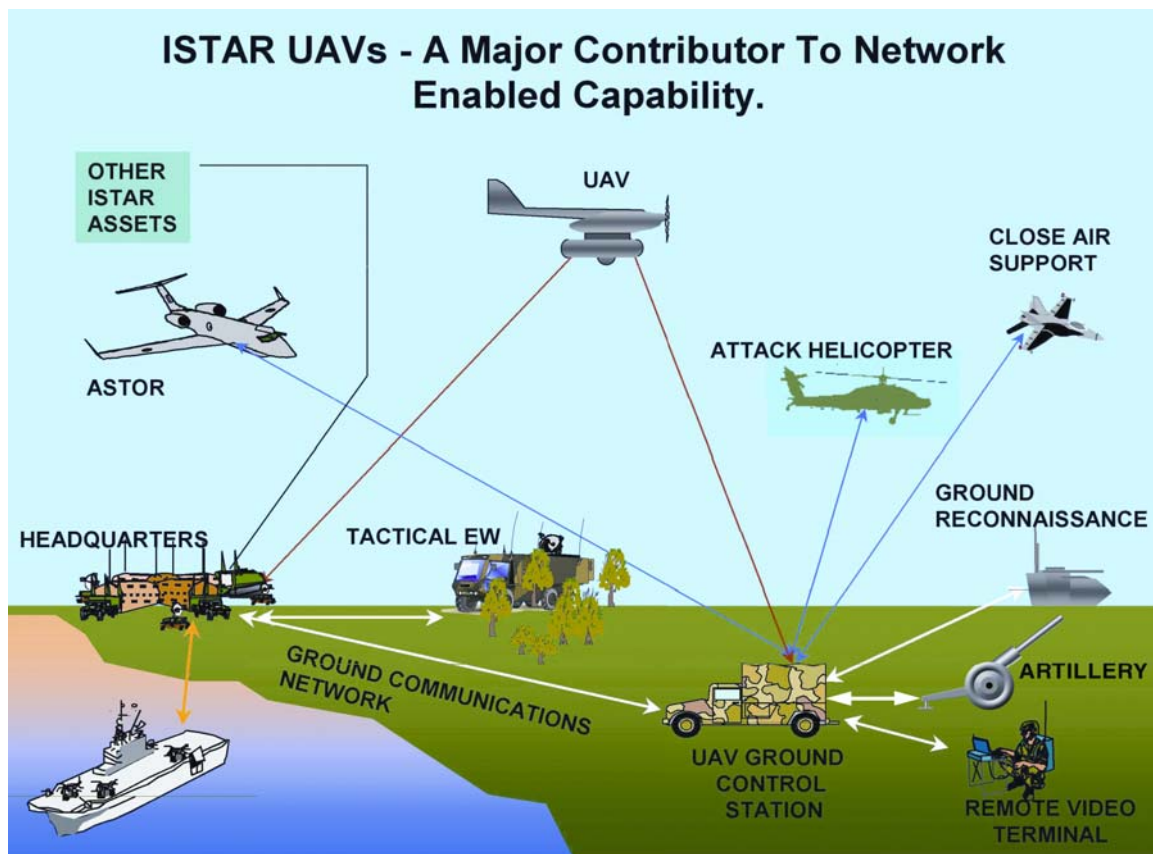 ISTAR UAVs - A Major Contributor To Network
Enabled Capability.
OTHER
ISTAR
ASSETS
UAV
CLOSE AIR
SUPPORT
ATTACK HELICOPTER
ASTOR
GROUND
RECONNAISSANCE
HEADQUARTERS
TACTICAL EW
GROUND COMMUNICATIONS
NETWORK
ARTILLERY
UAV GROUND
CONTROL
STATION
REMOTE VIDEO
TERMINAL